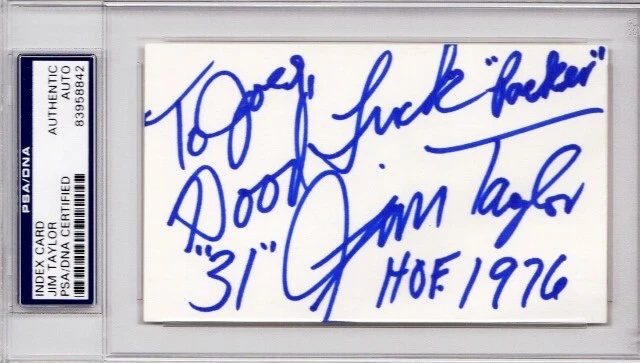 PSA/DNA
INDEX CARD
JIM TAYLOR
PSA/DNA CERTIFIED
AUTHENTIC
AUTO
83958842
To Joey,
Good Luck "Packer"
"31" Jim Taylor
HOF 1976